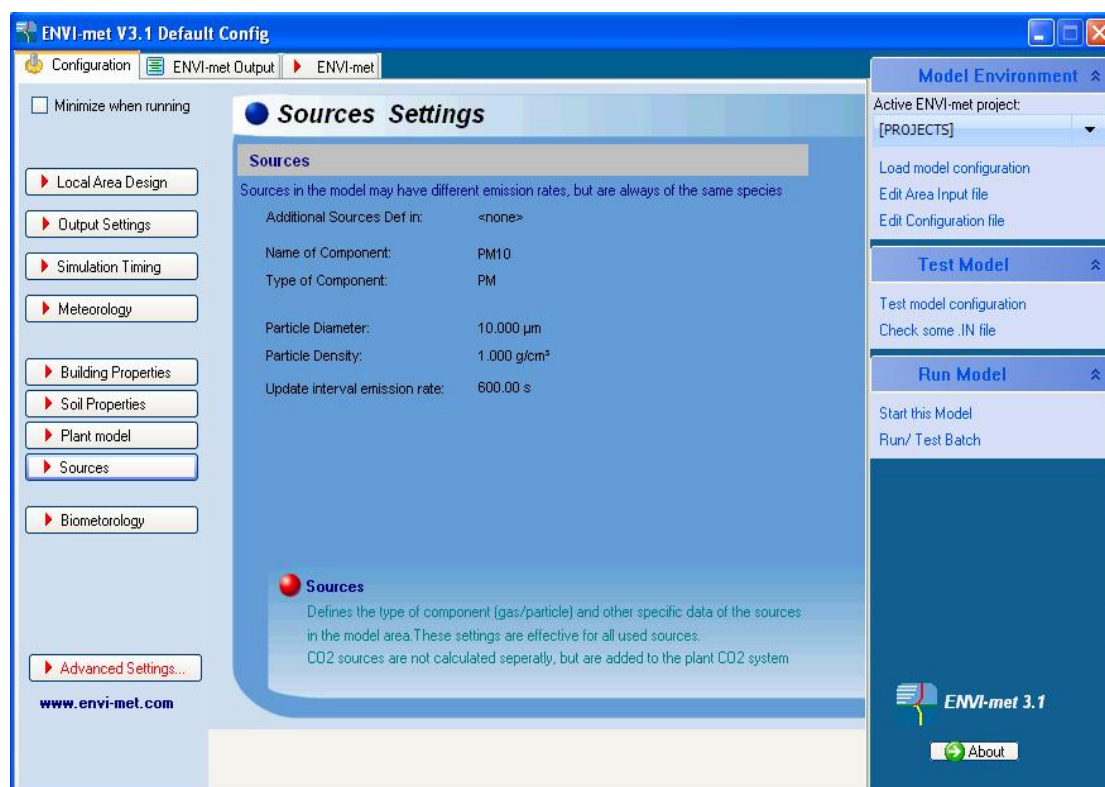 ENVI-met V3.1 Default Config
Configuration ENVI-met Output ENVI-met
Minimize when running
Local Area Design
Output Settings
Simulation Timing
Meteorology
Building Properties
Soil Properties
Plant model
Sources
Biometorology
Advanced Settings...
www.envi-met.com
Sources Settings
Sources
Sources in the model may have different emission rates, but are always of the same species
Additional Sources Def in: <none>
Name of Component: PM10
Type of Component: PM
Particle Diameter: 10.000 µm
Particle Density: 1.000 g/cm³
Update interval emission rate: 600.00 s
Sources
Defines the type of component (gas/particle) and other specific data of the sources
in the model area.These settings are effective for all used sources.
CO2 sources are not calculated seperatly, but are added to the plant CO2 system
Model Environment
Active ENVI-met project:
[PROJECTS]
Load model configuration
Edit Area Input file
Edit Configuration file
Test Model
Test model configuration
Check some .IN file
Run Model
Start this Model
Run/ Test Batch
ENVI-met 3.1
About